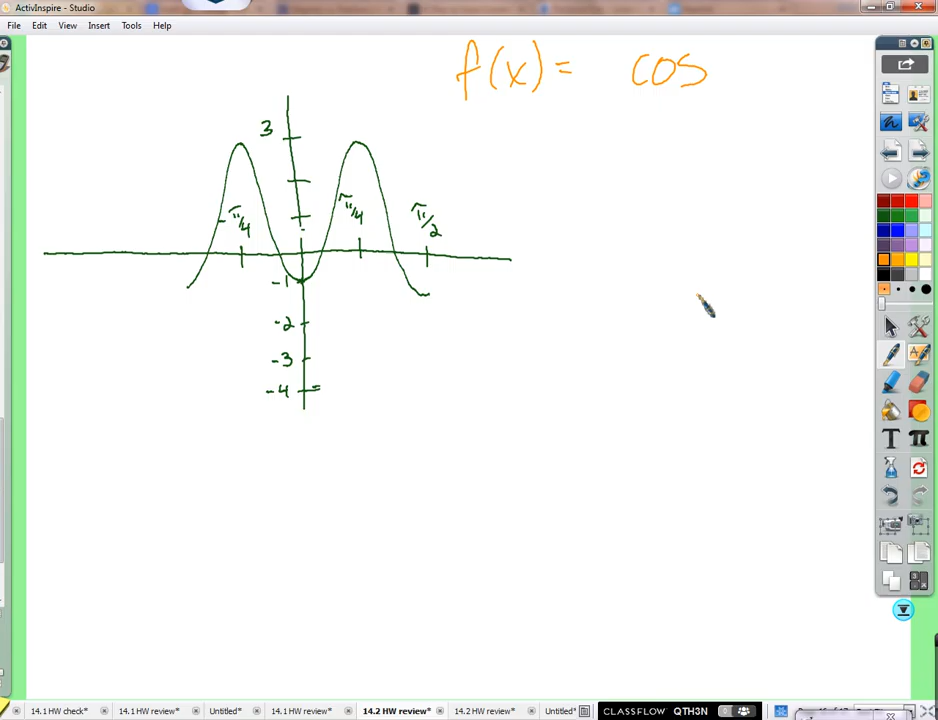 ActivInspire - Studio
File Edit View Insert Tools Help
f(x) = cos
3
-π/4 π/4 π/2
-1
-2
-3
-4 =
14.1 HW check* 14.1 HW review* Untitled* 14.1 HW review* 14.2 HW review* 14.2 HW review* Untitled* CLASSFLOW QTH3N 0